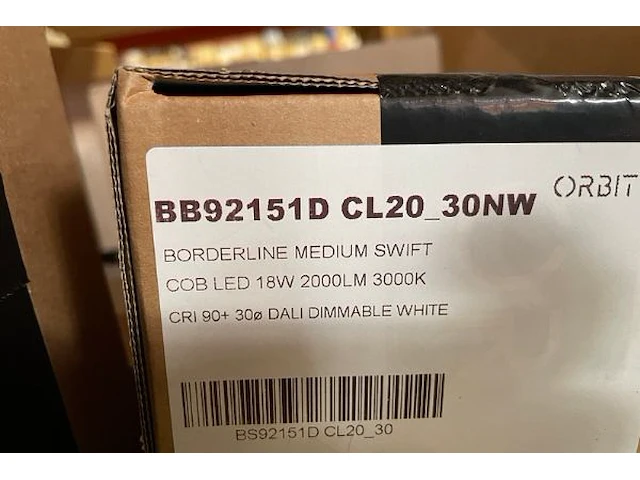 ORBIT
BB92151D CL20_30NW
BORDERLINE MEDIUM SWIFT
COB LED 18W 2000LM 3000K
CRI 90+ 30ø DALI DIMMABLE WHITE
BS92151D CL20_30